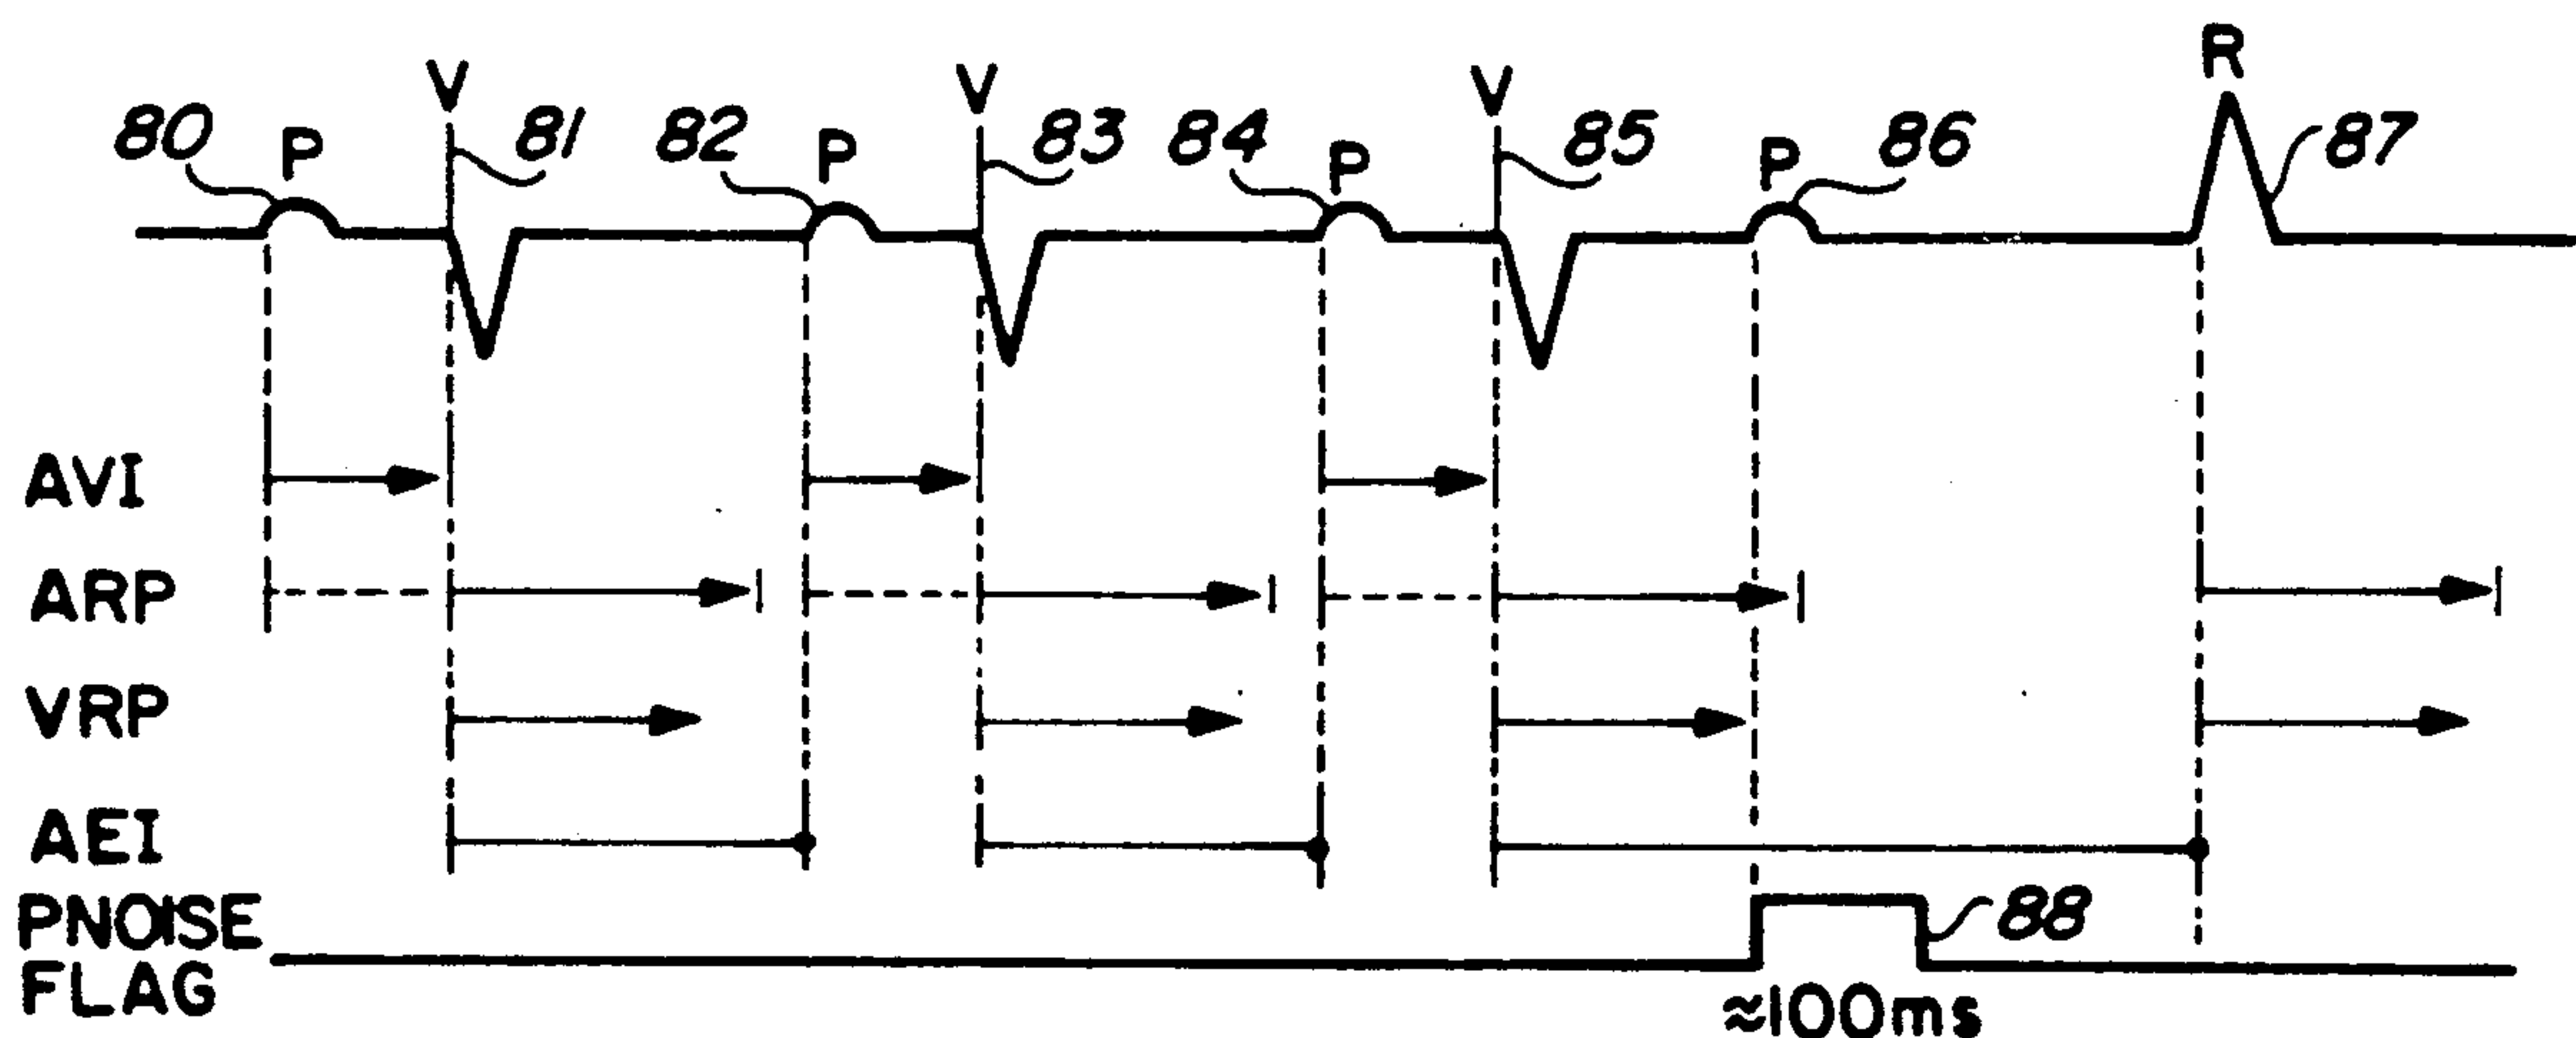 R
V V V
80 P 81 82 P 83 84 P 85 P 86 87
AVI
ARP
VRP
AEI
PNOISE 88
FLAG
≈100ms